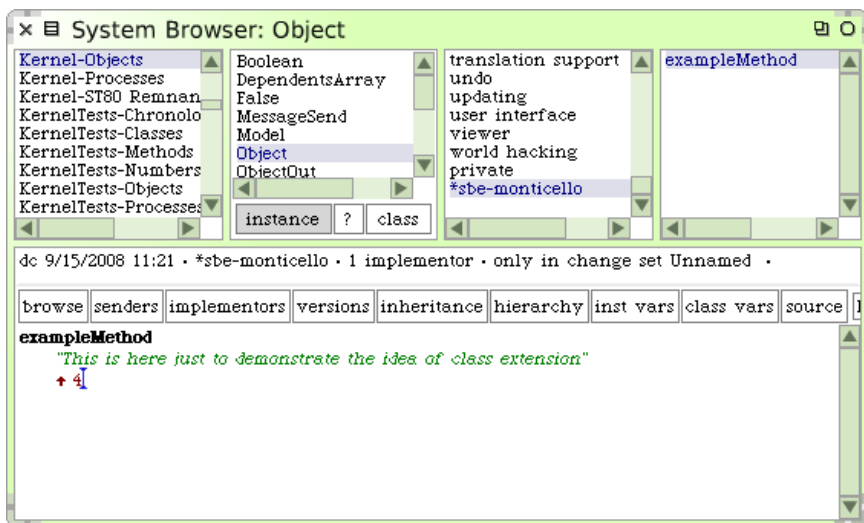 System Browser: Object
Kernel-Objects
Kernel-Processes
Kernel-ST80 Remnan
KernelTests-Chronolo
KernelTests-Classes
KernelTests-Methods
KernelTests-Numbers
KernelTests-Objects
KernelTests-Processes
Boolean
DependentsArray
False
MessageSend
Model
Object
ObjectOut
instance ? class
translation support
undo
updating
user interface
viewer
world hacking
private
*sbe-monticello
exampleMethod
dc 9/15/2008 11:21 · *sbe-monticello · 1 implementor · only in change set Unnamed ·
browse senders implementors versions inheritance hierarchy inst vars class vars source
exampleMethod
"This is here just to demonstrate the idea of class extension"
↑ 4